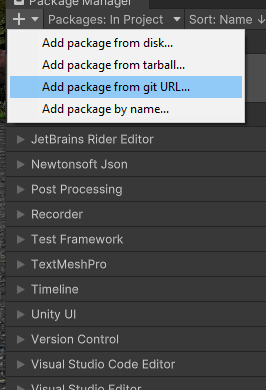 Package Manager
Packages: In Project Sort: Name
Add package from disk...
Add package from tarball...
Add package from git URL...
Add package by name...
JetBrains Rider Editor
Newtonsoft Json
Post Processing
Recorder
Test Framework
TextMeshPro
Timeline
Unity UI
Version Control
Visual Studio Code Editor
Visual Studio Editor